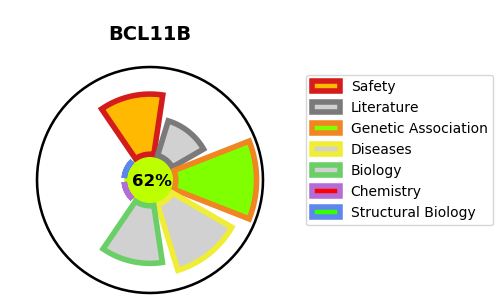 BCL11B
62%
Safety
Literature
Genetic Association
Diseases
Biology
Chemistry
Structural Biology